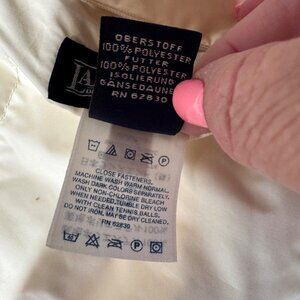 OBERSTOFF
100% POLYESTER
FUTTER
100% POLYESTER
ISOLIERUNG
GÄNSEDAUNE
RN 62830
CLOSE FASTENERS,
MACHINE WASH WARM NORMAL.
WASH DARK COLORS SEPARATELY.
ONLY NON-CHLORINE BLEACH
WHEN NEEDED, TUMBLE DRY LOW
WITH CLEAN TENNIS BALLS,
DO NOT IRON, MAY BE DRY CLEANED.
RN 62830